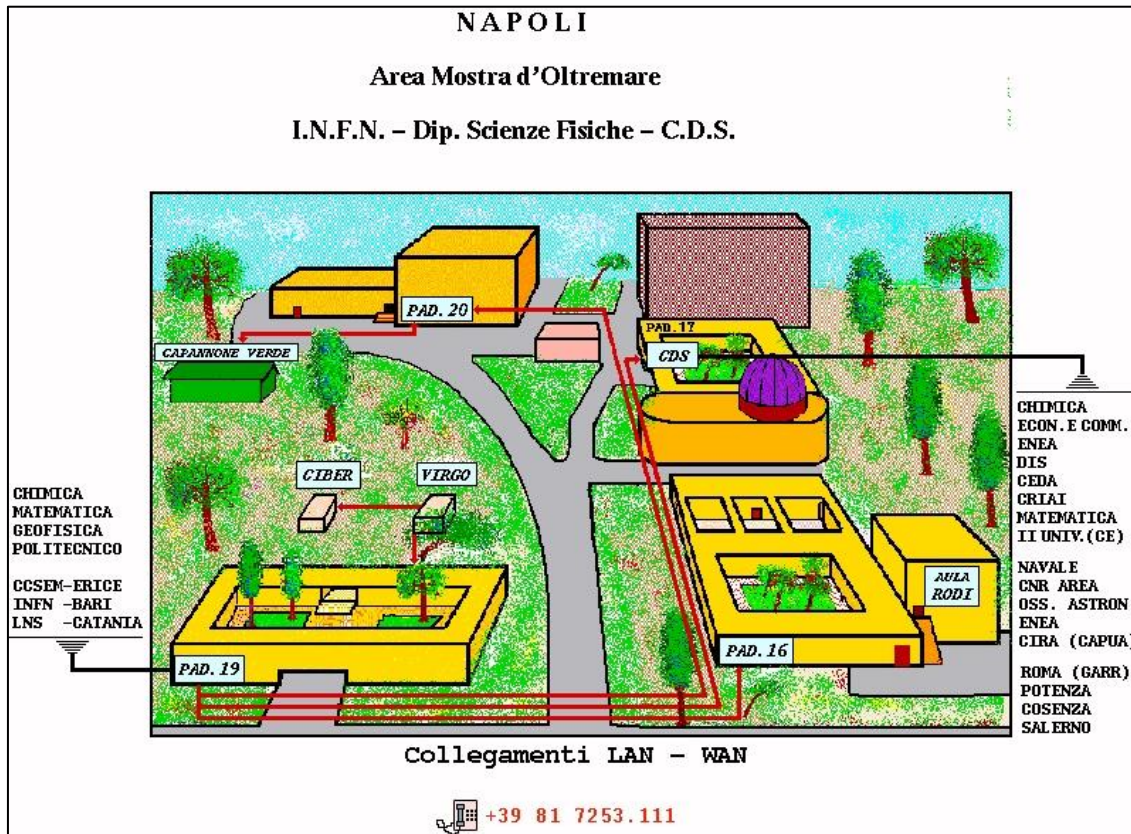 NAPOLI
Area Mostra d'Oltremare
I.N.F.N. – Dip. Scienze Fisiche – C.D.S.
PAD. 20
PAD. 17
CAPANNONE VERDE
CDS
CIBER
VIRGO
CHIMICA
MATEMATICA
GEOFISICA
POLITECNICO
CCSEM-ERICE
INFN -BARI
LNS -CATANIA
PAD. 19
PAD. 16
AULA
RODI
CHIMICA
ECON.E COMM.
ENEA
DIS
CEDA
CRIAI
MATEMATICA
II UNIV.(CE)
NAVALE
CNR AREA
OSS. ASTRON
ENEA
CIRA (CAPUA)
ROMA (GARR)
POTENZA
COSENZA
SALERNO
Collegamenti LAN – WAN
+39 81 7253.111